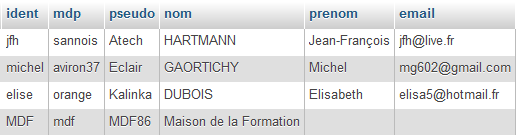 ident mdp pseudo nom prenom email
jfh sannois Atech HARTMANN Jean-François jfh@live.fr
michel aviron37 Eclair GAORTICHY Michel mg602@gmail.com
elise orange Kalinka DUBOIS Elisabeth elisa5@hotmail.fr
MDF mdf MDF86 Maison de la Formation